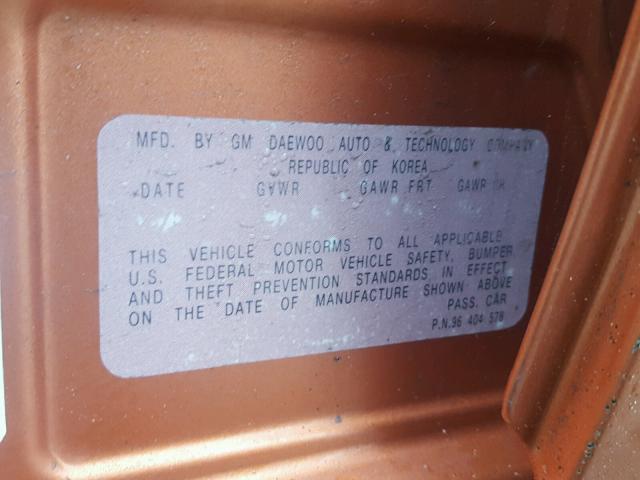 MFD. BY GM DAEWOO AUTO & TECHNOLOGY COMPANY
REPUBLIC OF KOREA
DATE GVWR GAWR FRT GAWR RR
THIS VEHICLE CONFORMS TO ALL APPLICABLE
U.S. FEDERAL MOTOR VEHICLE SAFETY, BUMPER
AND THEFT PREVENTION STANDARDS IN EFFECT
ON THE DATE OF MANUFACTURE SHOWN ABOVE
PASS. CAR
P.N.96 404 578